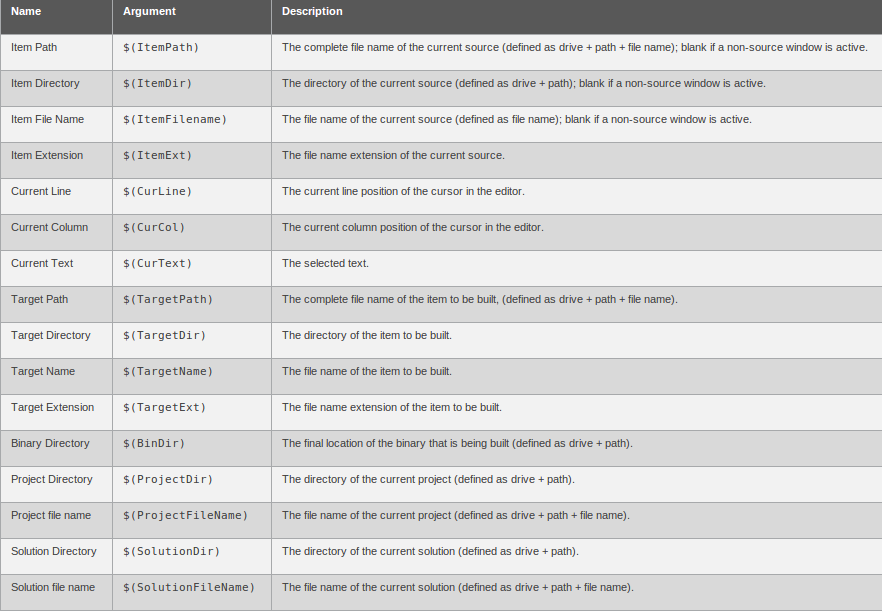 Name Argument Description
Item Path $(ItemPath) The complete file name of the current source (defined as drive + path + file name); blank if a non-source window is active.
Item Directory $(ItemDir) The directory of the current source (defined as drive + path); blank if a non-source window is active.
Item File Name $(ItemFilename) The file name of the current source (defined as file name); blank if a non-source window is active.
Item Extension $(ItemExt) The file name extension of the current source.
Current Line $(CurLine) The current line position of the cursor in the editor.
Current Column $(CurCol) The current column position of the cursor in the editor.
Current Text $(CurText) The selected text.
Target Path $(TargetPath) The complete file name of the item to be built, (defined as drive + path + file name).
Target Directory $(TargetDir) The directory of the item to be built.
Target Name $(TargetName) The file name of the item to be built.
Target Extension $(TargetExt) The file name extension of the item to be built.
Binary Directory $(BinDir) The final location of the binary that is being built (defined as drive + path).
Project Directory $(ProjectDir) The directory of the current project (defined as drive + path).
Project file name $(ProjectFileName) The file name of the current project (defined as drive + path + file name).
Solution Directory $(SolutionDir) The directory of the current solution (defined as drive + path).
Solution file name $(SolutionFileName) The file name of the current solution (defined as drive + path + file name).